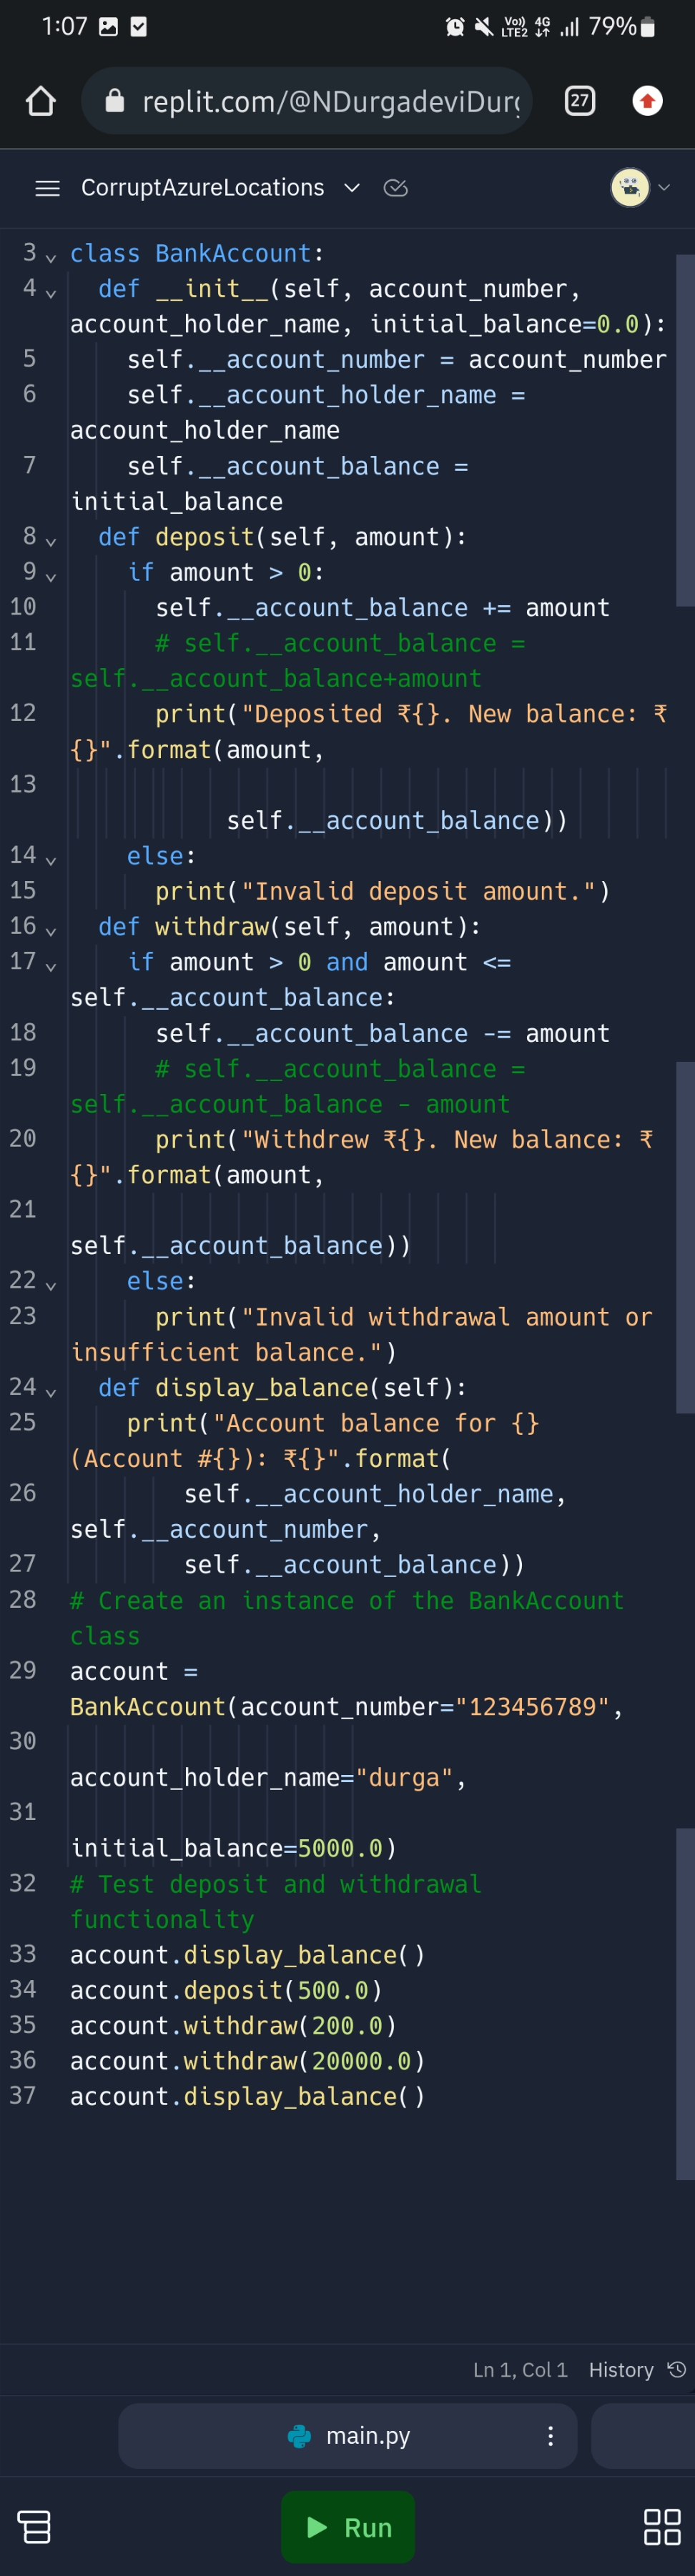 1:07 Vo)) LTE2 4G 79%
replit.com/@NDurgadeviDur 27
CorruptAzureLocations
3 class BankAccount:
4 def __init__(self, account_number,
account_holder_name, initial_balance=0.0):
5 self.__account_number = account_number
6 self.__account_holder_name =
account_holder_name
7 self.__account_balance =
initial_balance
8 def deposit(self, amount):
9 if amount > 0:
10 self.__account_balance += amount
11 # self.__account_balance =
self.__account_balance+amount
12 print("Deposited ₹{}. New balance: ₹
{}".format(amount,
13
self.__account_balance))
14 else:
15 print("Invalid deposit amount.")
16 def withdraw(self, amount):
17 if amount > 0 and amount <=
self.__account_balance:
18 self.__account_balance -= amount
19 # self.__account_balance =
self.__account_balance - amount
20 print("Withdrew ₹{}. New balance: ₹
{}".format(amount,
21
self.__account_balance))
22 else:
23 print("Invalid withdrawal amount or
insufficient balance.")
24 def display_balance(self):
25 print("Account balance for {}
(Account #{}): ₹{}".format(
26 self.__account_holder_name,
self.__account_number,
27 self.__account_balance))
28 # Create an instance of the BankAccount
class
29 account =
BankAccount(account_number="123456789",
30
account_holder_name="durga",
31
initial_balance=5000.0)
32 # Test deposit and withdrawal
functionality
33 account.display_balance()
34 account.deposit(500.0)
35 account.withdraw(200.0)
36 account.withdraw(20000.0)
37 account.display_balance()
Ln 1, Col 1 History
main.py
Run